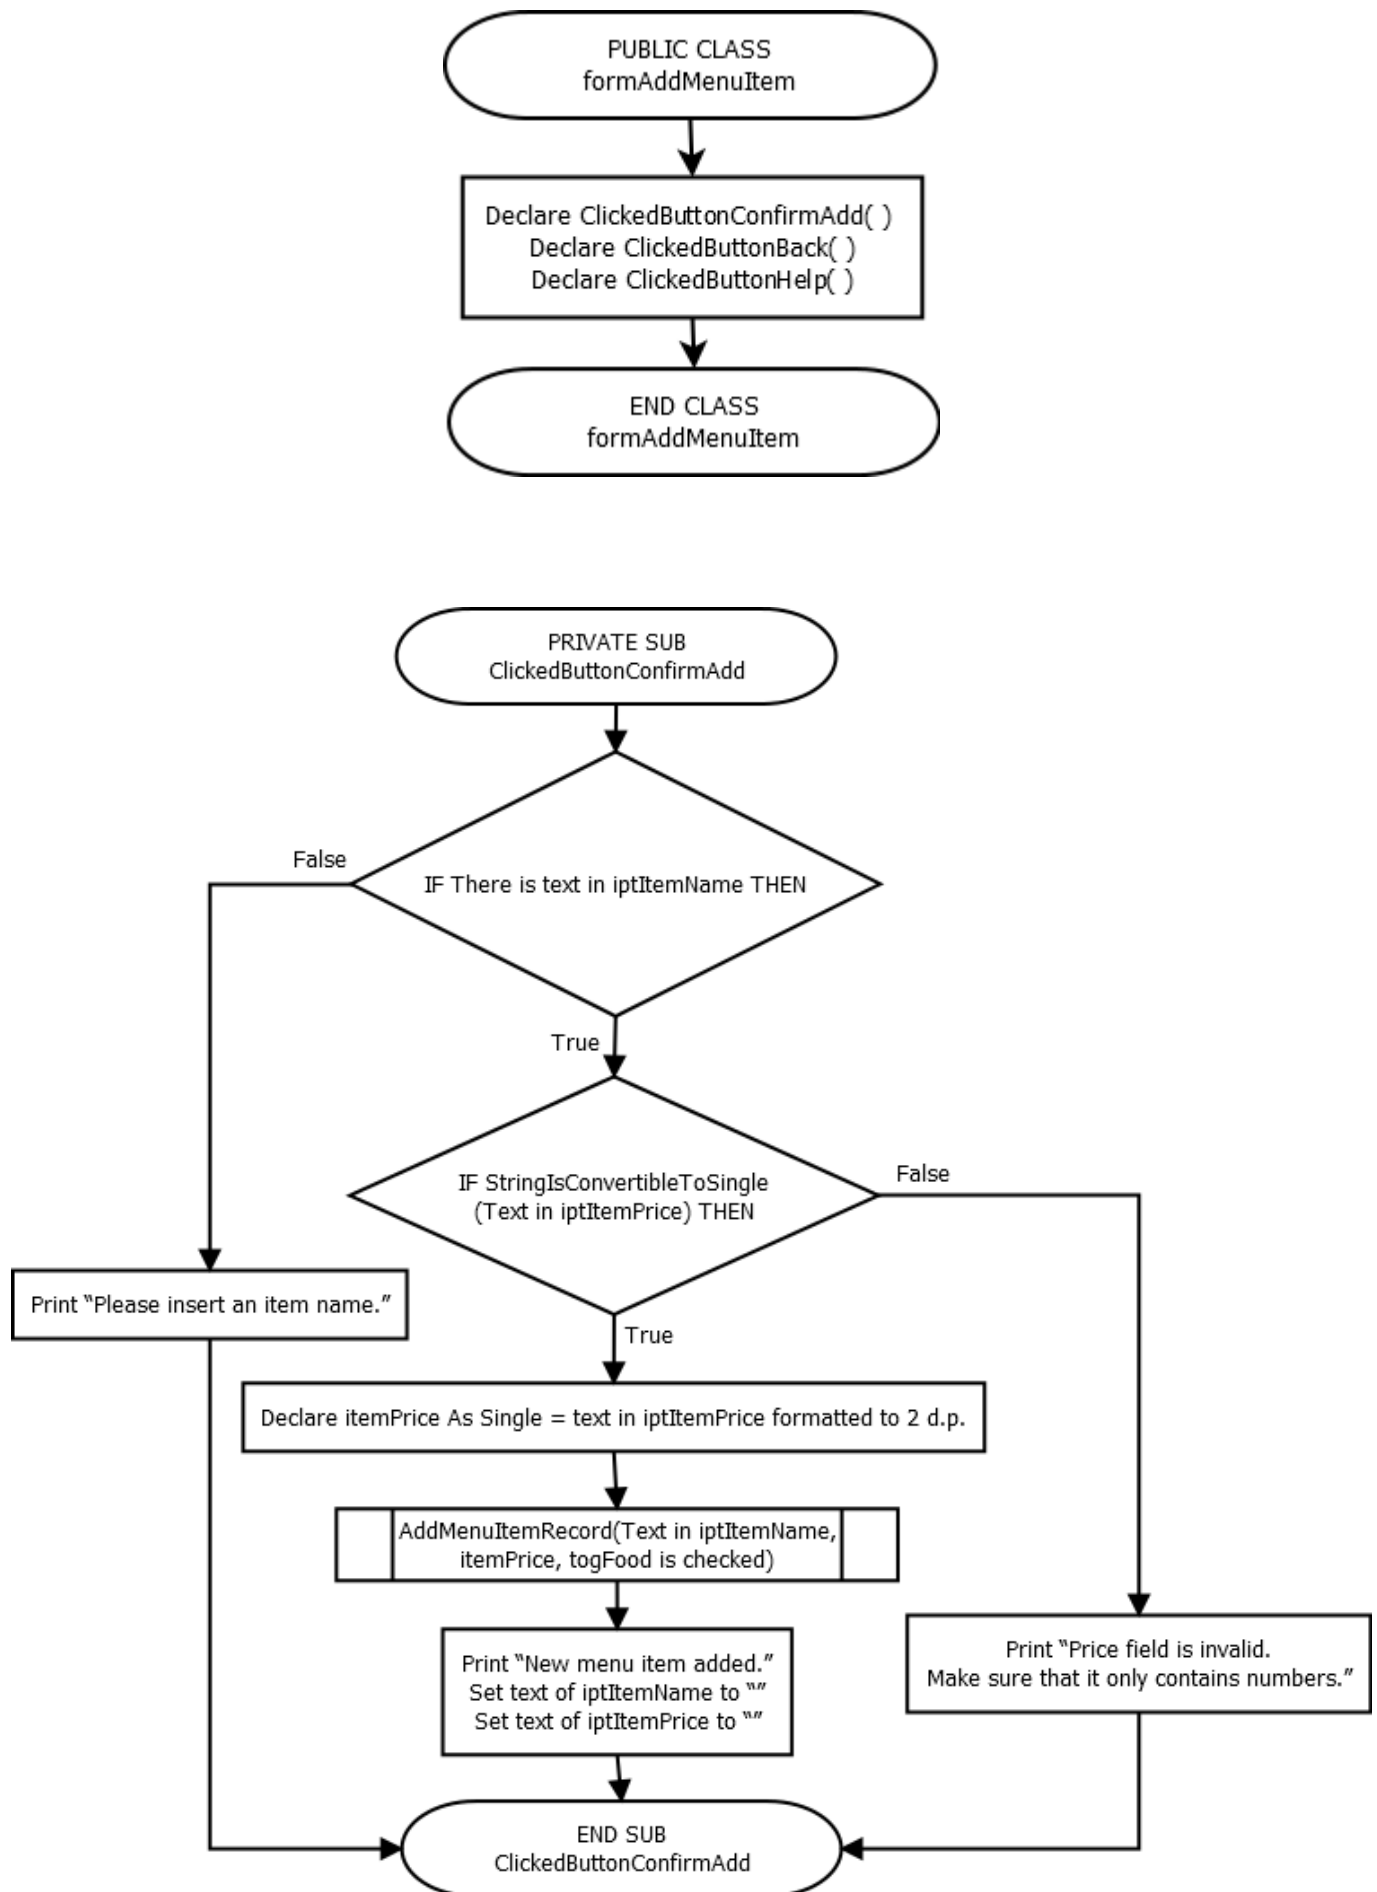 PUBLIC CLASS
formAddMenuItem
Declare ClickedButtonConfirmAdd( )
Declare ClickedButtonBack( )
Declare ClickedButtonHelp( )
END CLASS
formAddMenuItem
PRIVATE SUB
ClickedButtonConfirmAdd
False
IF There is text in iptItemName THEN
True
IF StringIsConvertibleToSingle
(Text in iptItemPrice) THEN
False
Print “Please insert an item name.”
True
Declare itemPrice As Single = text in iptItemPrice formatted to 2 d.p.
AddMenuItemRecord(Text in iptItemName,
itemPrice, togFood is checked)
Print “New menu item added.”
Set text of iptItemName to “”
Set text of iptItemPrice to “”
Print “Price field is invalid.
Make sure that it only contains numbers.”
END SUB
ClickedButtonConfirmAdd